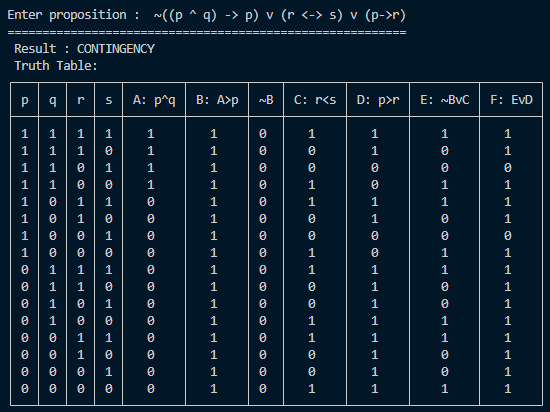 Enter proposition : ~((p ^ q) -> p) v (r <-> s) v (p->r)
=========================================================
Result : CONTINGENCY
Truth Table:
p q r s A: p^q B: A>p ~B C: r<s D: p>r E: ~BvC F: EvD
1 1 1 1 1 1 0 1 1 1 1
1 1 1 0 1 1 0 0 1 0 1
1 1 0 1 1 1 0 0 0 0 0
1 1 0 0 1 1 0 1 0 1 1
1 0 1 1 0 1 0 1 1 1 1
1 0 1 0 0 1 0 0 1 0 1
1 0 0 1 0 1 0 0 0 0 0
1 0 0 0 0 1 0 1 0 1 1
0 1 1 1 0 1 0 1 1 1 1
0 1 1 0 0 1 0 0 1 0 1
0 1 0 1 0 1 0 0 1 0 1
0 1 0 0 0 1 0 1 1 1 1
0 0 1 1 0 1 0 1 1 1 1
0 0 1 0 0 1 0 0 1 0 1
0 0 0 1 0 1 0 0 1 0 1
0 0 0 0 0 1 0 1 1 1 1